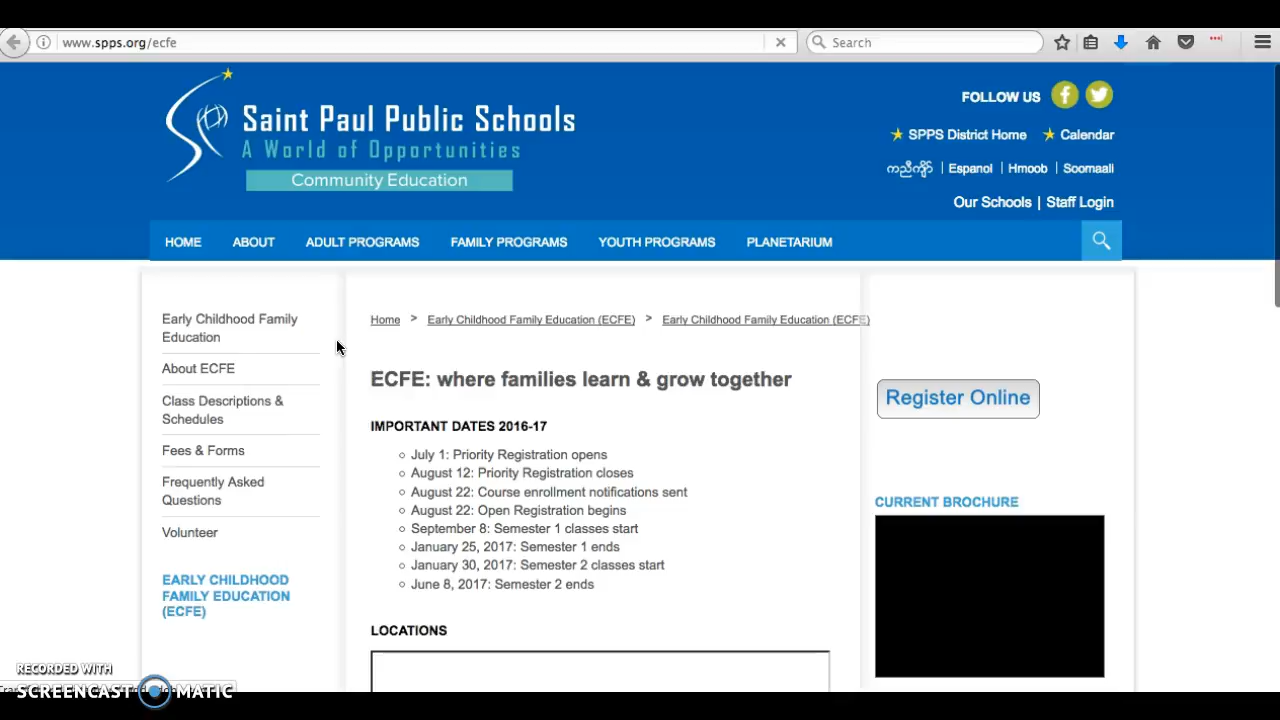 www.spps.org/ecfe
Search
Saint Paul Public Schools
A World of Opportunities
Community Education
FOLLOW US
SPPS District Home
Calendar
ကညီကျိာ် | Espanol | Hmoob | Soomaali
Our Schools | Staff Login
HOME ABOUT ADULT PROGRAMS FAMILY PROGRAMS YOUTH PROGRAMS PLANETARIUM
Early Childhood Family
Education
About ECFE
Class Descriptions &
Schedules
Fees & Forms
Frequently Asked
Questions
Volunteer
EARLY CHILDHOOD
FAMILY EDUCATION
(ECFE)
Home > Early Childhood Family Education (ECFE) > Early Childhood Family Education (ECFE)
ECFE: where families learn & grow together
IMPORTANT DATES 2016-17
July 1: Priority Registration opens
August 12: Priority Registration closes
August 22: Course enrollment notifications sent
August 22: Open Registration begins
September 8: Semester 1 classes start
January 25, 2017: Semester 1 ends
January 30, 2017: Semester 2 classes start
June 8, 2017: Semester 2 ends
LOCATIONS
Register Online
CURRENT BROCHURE
RECORDED WITH
SCREENCAST MATIC